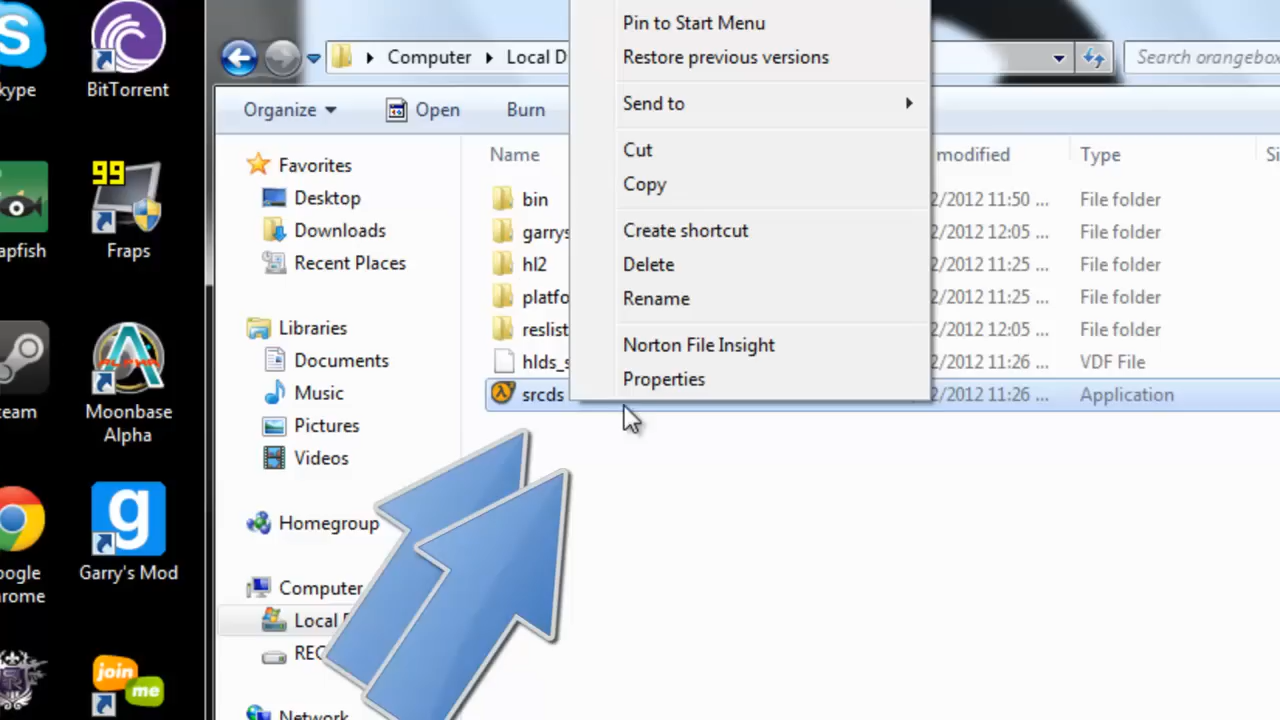 kype
BitTorrent
99
apfish
Fraps
team
Moonbase
Alpha
oogle
rome
Garry's Mod
join
me
Computer
Local D
Search orangebox
Organize
Open
Burn
Favorites
Desktop
Downloads
Recent Places
Libraries
Documents
Music
Pictures
Videos
Homegroup
Computer
Local
REC
Network
Name
modified
Type
Si
bin
2/2012 11:50 ...
File folder
garrys
2/2012 12:05 ...
File folder
hl2
2/2012 11:25 ...
File folder
platfo
2/2012 11:25 ...
File folder
reslist
2/2012 12:05 ...
File folder
hlds_s
2/2012 11:26 ...
VDF File
srcds
2/2012 11:26 ...
Application
Pin to Start Menu
Restore previous versions
Send to
Cut
Copy
Create shortcut
Delete
Rename
Norton File Insight
Properties